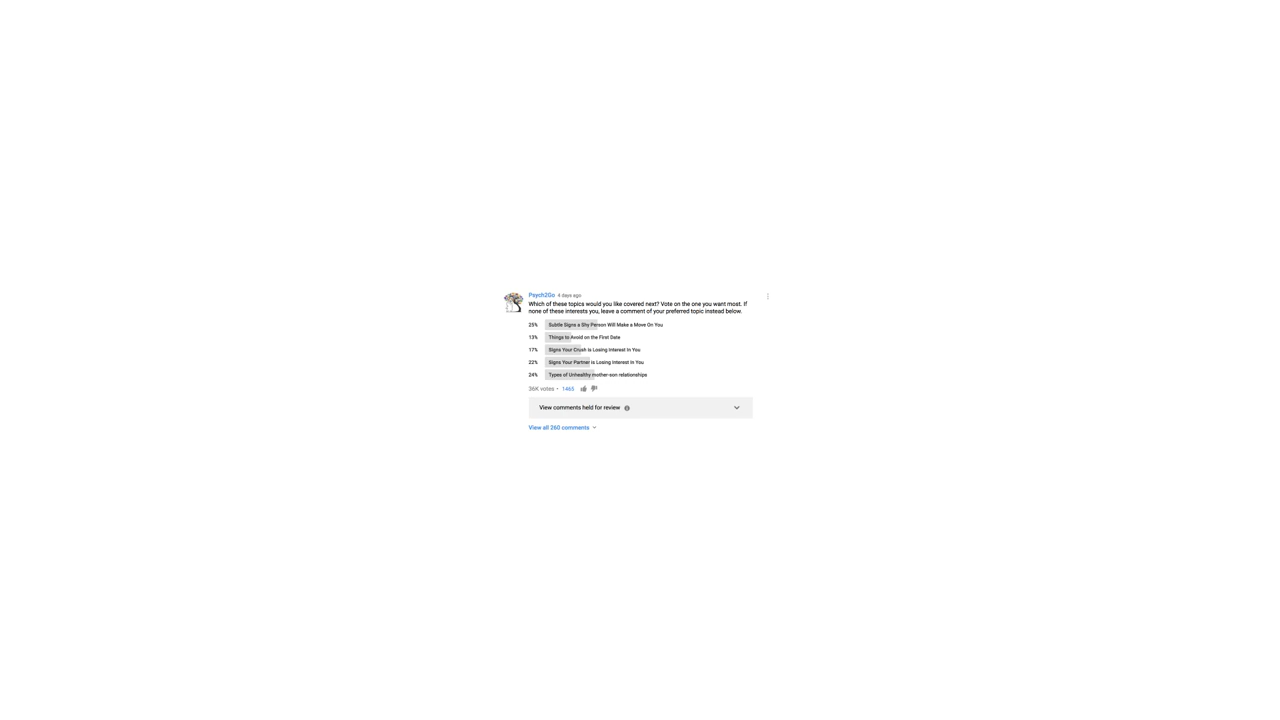 Psych2Go 4 days ago
Which of these topics would you like covered next? Vote on the one you want most. If
none of these interests you, leave a comment of your preferred topic instead below.
25% Subtle Signs a Shy Person Will Make a Move On You
13% Things to Avoid on the First Date
17% Signs Your Crush Is Losing Interest In You
22% Signs Your Partner Is Losing Interest In You
24% Types of Unhealthy mother-son relationships
36K votes • 1465
View comments held for review
View all 260 comments